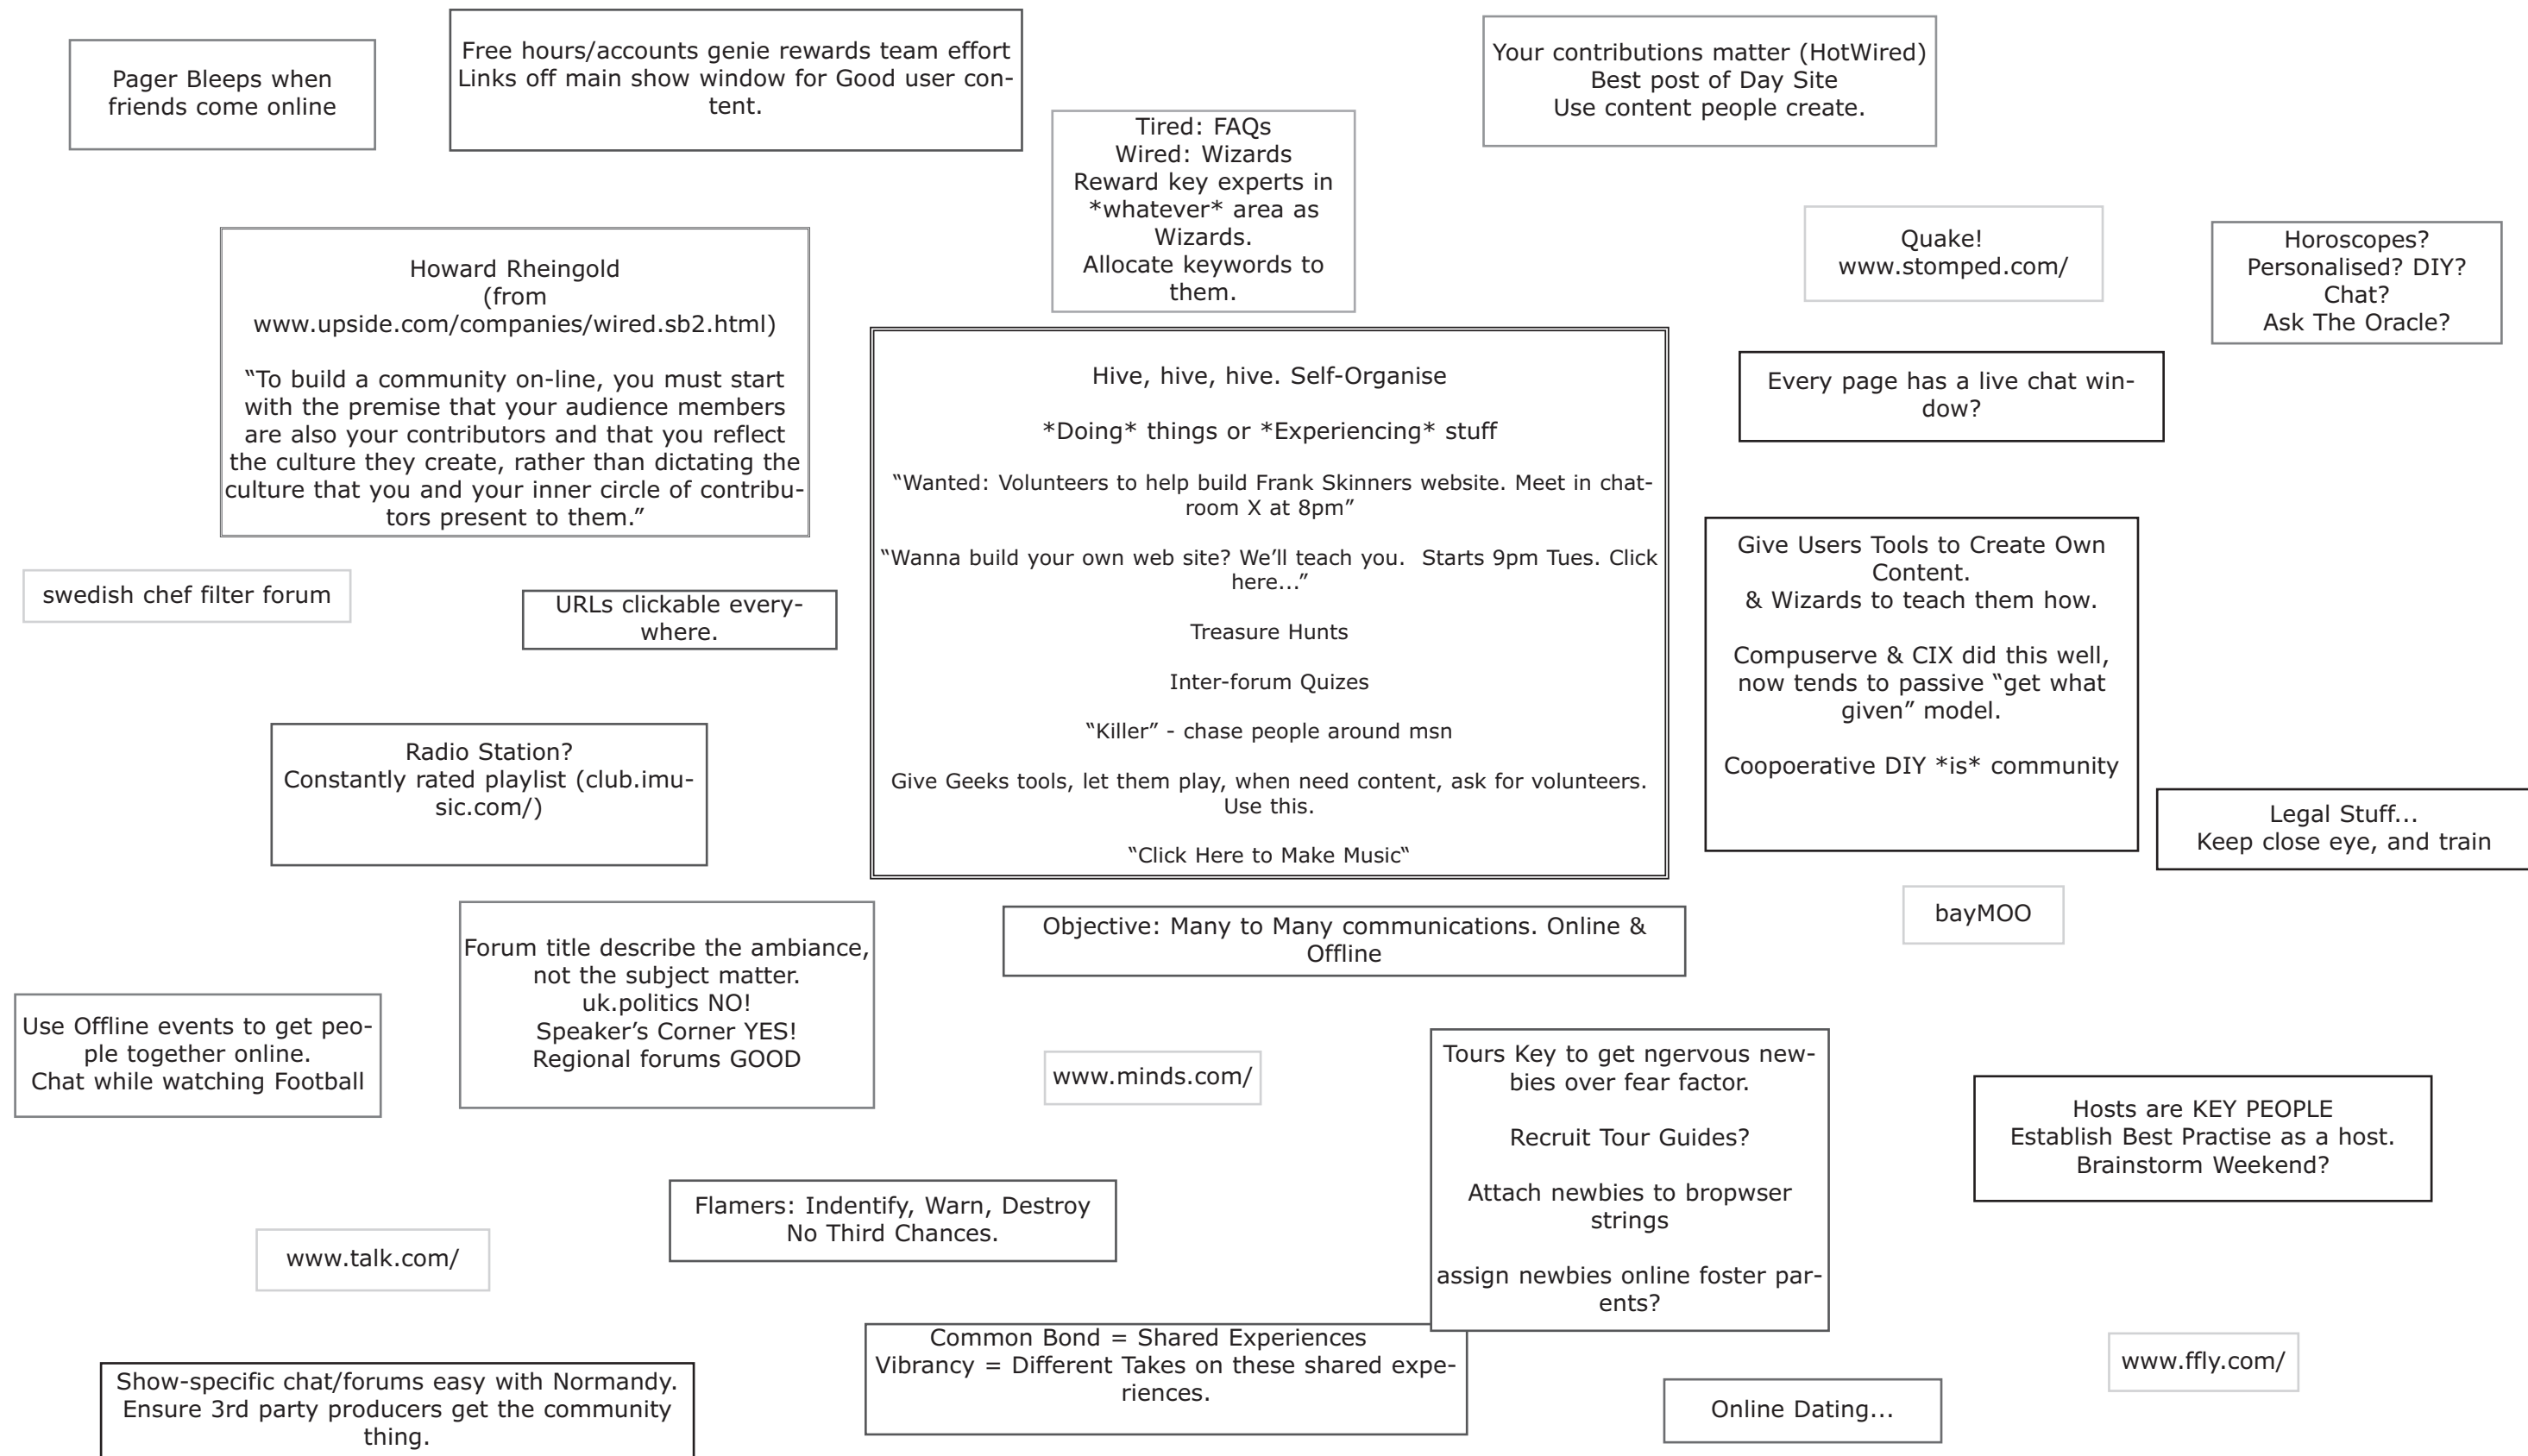 Pager Bleeps when
friends come online
Free hours/accounts genie rewards team effort
Links off main show window for Good user con-
tent.
Your contributions matter (HotWired)
Best post of Day Site
Use content people create.
Tired: FAQs
Wired: Wizards
Reward key experts in
*whatever* area as
Wizards.
Allocate keywords to
them.
Quake!
www.stomped.com/
Horoscopes?
Personalised? DIY?
Chat?
Ask The Oracle?
Howard Rheingold
(from
www.upside.com/companies/wired.sb2.html)
“To build a community on-line, you must start
with the premise that your audience members
are also your contributors and that you reflect
the culture they create, rather than dictating the
culture that you and your inner circle of contribu-
tors present to them.”
Hive, hive, hive. Self-Organise
*Doing* things or *Experiencing* stuff
“Wanted: Volunteers to help build Frank Skinners website. Meet in chat-
room X at 8pm”
“Wanna build your own web site? We’ll teach you.  Starts 9pm Tues. Click
here...”
Treasure Hunts
Inter-forum Quizes
“Killer” - chase people around msn
Give Geeks tools, let them play, when need content, ask for volunteers.
Use this.
“Click Here to Make Music“
Every page has a live chat win-
dow?
Give Users Tools to Create Own
Content.
& Wizards to teach them how.
Compuserve & CIX did this well,
now tends to passive “get what
given” model.
Coopoerative DIY *is* community
swedish chef filter forum
URLs clickable every-
where.
Radio Station?
Constantly rated playlist (club.imu-
sic.com/)
Legal Stuff...
Keep close eye, and train
bayMOO
Objective: Many to Many communications. Online &
Offline
Forum title describe the ambiance,
not the subject matter.
uk.politics NO!
Speaker’s Corner YES!
Regional forums GOOD
Use Offline events to get peo-
ple together online.
Chat while watching Football
www.minds.com/
Tours Key to get ngervous new-
bies over fear factor.
Recruit Tour Guides?
Attach newbies to bropwser
strings
assign newbies online foster par-
ents?
Hosts are KEY PEOPLE
Establish Best Practise as a host.
Brainstorm Weekend?
Flamers: Indentify, Warn, Destroy
No Third Chances.
www.talk.com/
Common Bond = Shared Experiences
Vibrancy = Different Takes on these shared expe-
riences.
www.ffly.com/
Show-specific chat/forums easy with Normandy.
Ensure 3rd party producers get the community
thing.
Online Dating...